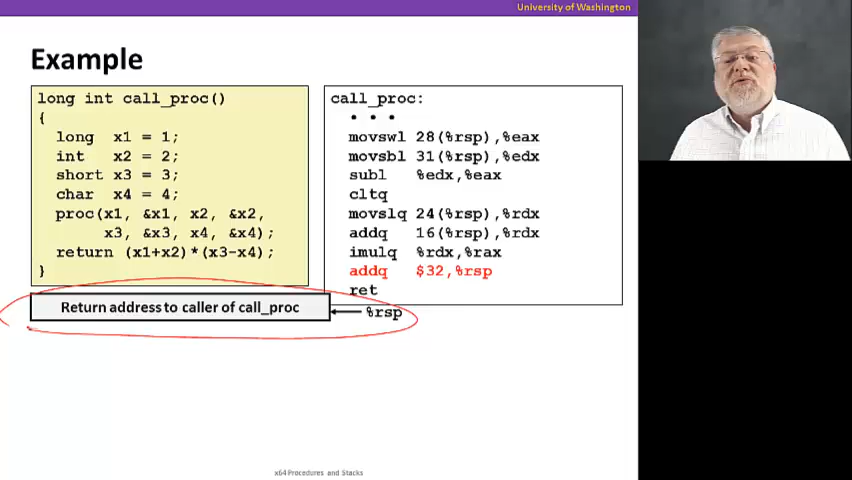 University of Washington
Example
long int call_proc()
{
long x1 = 1;
int x2 = 2;
short x3 = 3;
char x4 = 4;
proc(x1, &x1, x2, &x2,
x3, &x3, x4, &x4);
return (x1+x2)*(x3-x4);
}
call_proc:
• • •
movswl 28(%rsp),%eax
movsbl 31(%rsp),%edx
subl %edx,%eax
cltq
movslq 24(%rsp),%rdx
addq 16(%rsp),%rdx
imulq %rdx,%rax
addq $32,%rsp
ret
Return address to caller of call_proc
%rsp
x64 Procedures and Stacks